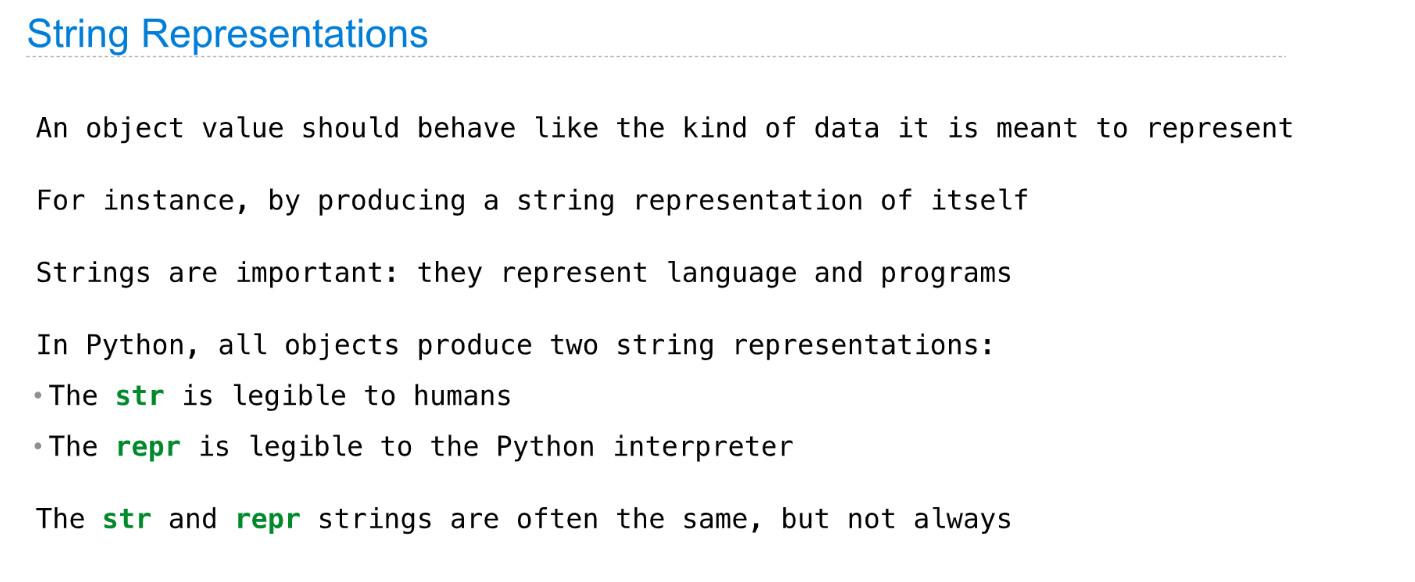 String Representations
An object value should behave like the kind of data it is meant to represent
For instance, by producing a string representation of itself
Strings are important: they represent language and programs
In Python, all objects produce two string representations:
•The str is legible to humans
•The repr is legible to the Python interpreter
The str and repr strings are often the same, but not always